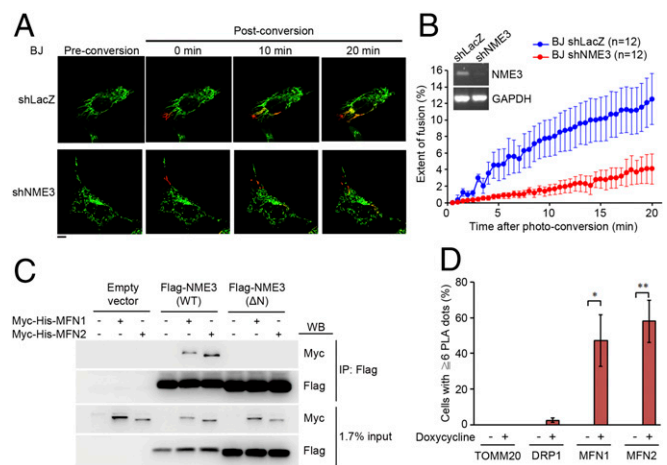 A
Post-conversion
BJ Pre-conversion 0 min 10 min 20 min
shLacZ
shNME3
B
shLacZ
shNME3
NME3
GAPDH
BJ shLacZ (n=12)
BJ shNME3 (n=12)
Extent of fusion (%)
16
14
12
10
8
6
4
2
0
0 5 10 15 20
Time after photo-conversion (min)
C
Empty vector
Flag-NME3 (WT)
Flag-NME3 (ΔN)
Myc-His-MFN1 - + - - + - - + -
Myc-His-MFN2 - - + - - + - - +
WB
Myc
Flag
IP: Flag
Myc
Flag
1.7% input
D
Cells with ≧6 PLA dots (%)
80
60
40
20
0
*
**
- + - + - + - +
Doxycycline
TOMM20 DRP1 MFN1 MFN2